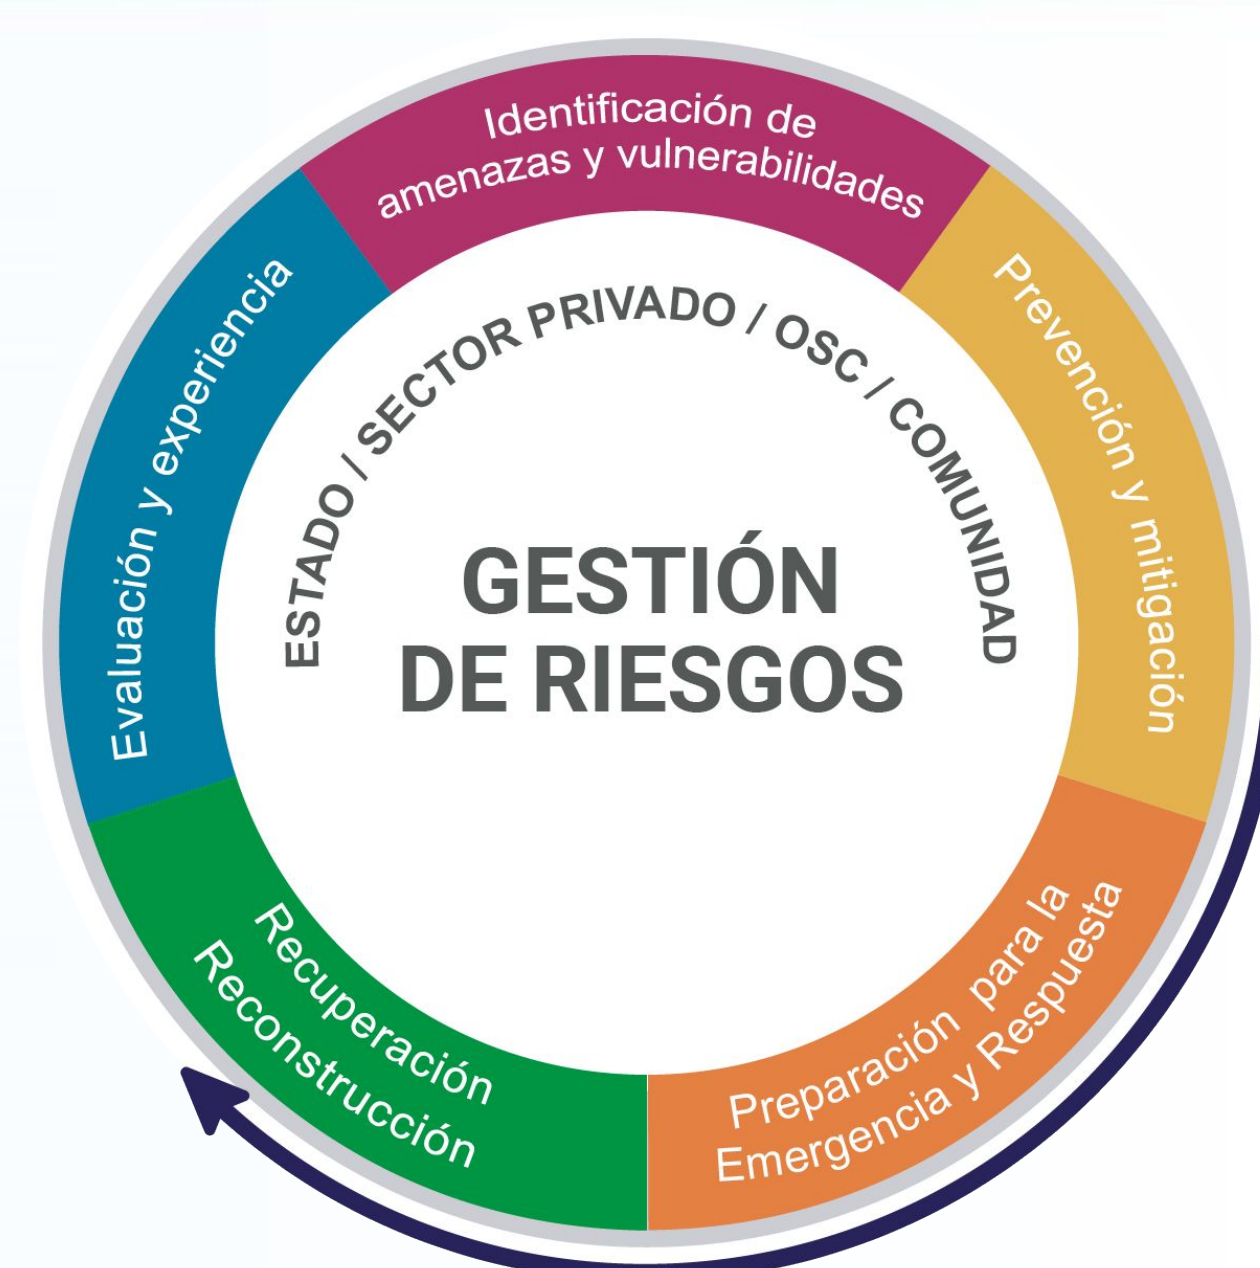 Identificación de
amenazas y vulnerabilidades
Prevención y mitigación
Preparación para la
Emergencia y Respuesta
Recuperación
Reconstrucción
Evaluación y experiencia
ESTADO / SECTOR PRIVADO / OSC / COMUNIDAD
GESTIÓN
DE RIESGOS